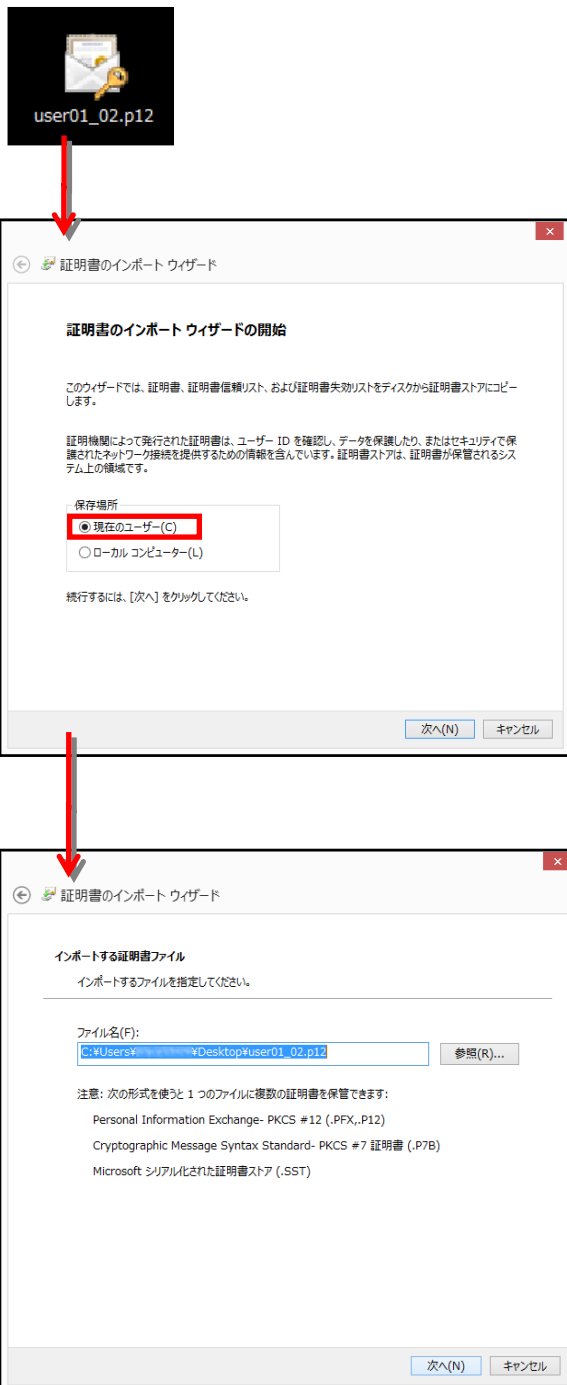 user01_02.p12
証明書のインポート ウィザード
証明書のインポート ウィザードの開始
このウィザードでは、証明書、証明書信頼リスト、および証明書失効リストをディスクから証明書ストアにコピー
します。
証明機関によって発行された証明書は、ユーザー ID を確認し、データを保護したり、またはセキュリティで保
護されたネットワーク接続を提供するための情報を含んでいます。証明書ストアは、証明書が保管されるシス
テム上の領域です。
保存場所
現在のユーザー(C)
ローカル コンピューター(L)
続行するには、[次へ] をクリックしてください。
次へ(N) キャンセル
証明書のインポート ウィザード
インポートする証明書ファイル
インポートするファイルを指定してください。
ファイル名(F):
C:¥Users¥ ¥Desktop¥user01_02.p12 参照(R)...
注意: 次の形式を使うと 1 つのファイルに複数の証明書を保管できます:
Personal Information Exchange- PKCS #12 (.PFX,.P12)
Cryptographic Message Syntax Standard- PKCS #7 証明書 (.P7B)
Microsoft シリアル化された証明書ストア (.SST)
次へ(N) キャンセル